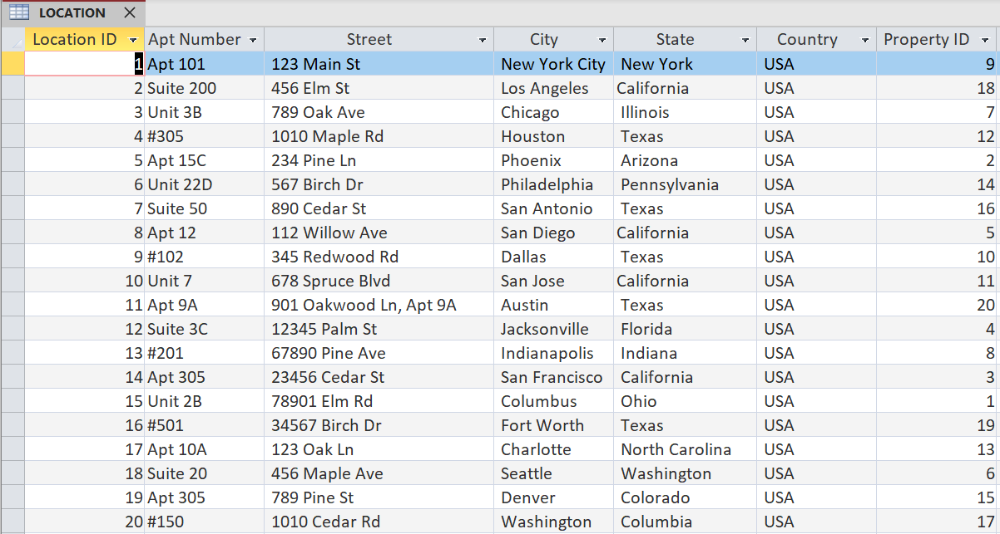 LOCATION
Location ID Apt Number Street City State Country Property ID
1 Apt 101 123 Main St New York City New York USA 9
2 Suite 200 456 Elm St Los Angeles California USA 18
3 Unit 3B 789 Oak Ave Chicago Illinois USA 7
4 #305 1010 Maple Rd Houston Texas USA 12
5 Apt 15C 234 Pine Ln Phoenix Arizona USA 2
6 Unit 22D 567 Birch Dr Philadelphia Pennsylvania USA 14
7 Suite 50 890 Cedar St San Antonio Texas USA 16
8 Apt 12 112 Willow Ave San Diego California USA 5
9 #102 345 Redwood Rd Dallas Texas USA 10
10 Unit 7 678 Spruce Blvd San Jose California USA 11
11 Apt 9A 901 Oakwood Ln, Apt 9A Austin Texas USA 20
12 Suite 3C 12345 Palm St Jacksonville Florida USA 4
13 #201 67890 Pine Ave Indianapolis Indiana USA 8
14 Apt 305 23456 Cedar St San Francisco California USA 3
15 Unit 2B 78901 Elm Rd Columbus Ohio USA 1
16 #501 34567 Birch Dr Fort Worth Texas USA 19
17 Apt 10A 123 Oak Ln Charlotte North Carolina USA 13
18 Suite 20 456 Maple Ave Seattle Washington USA 6
19 Apt 305 789 Pine St Denver Colorado USA 15
20 #150 1010 Cedar Rd Washington Columbia USA 17